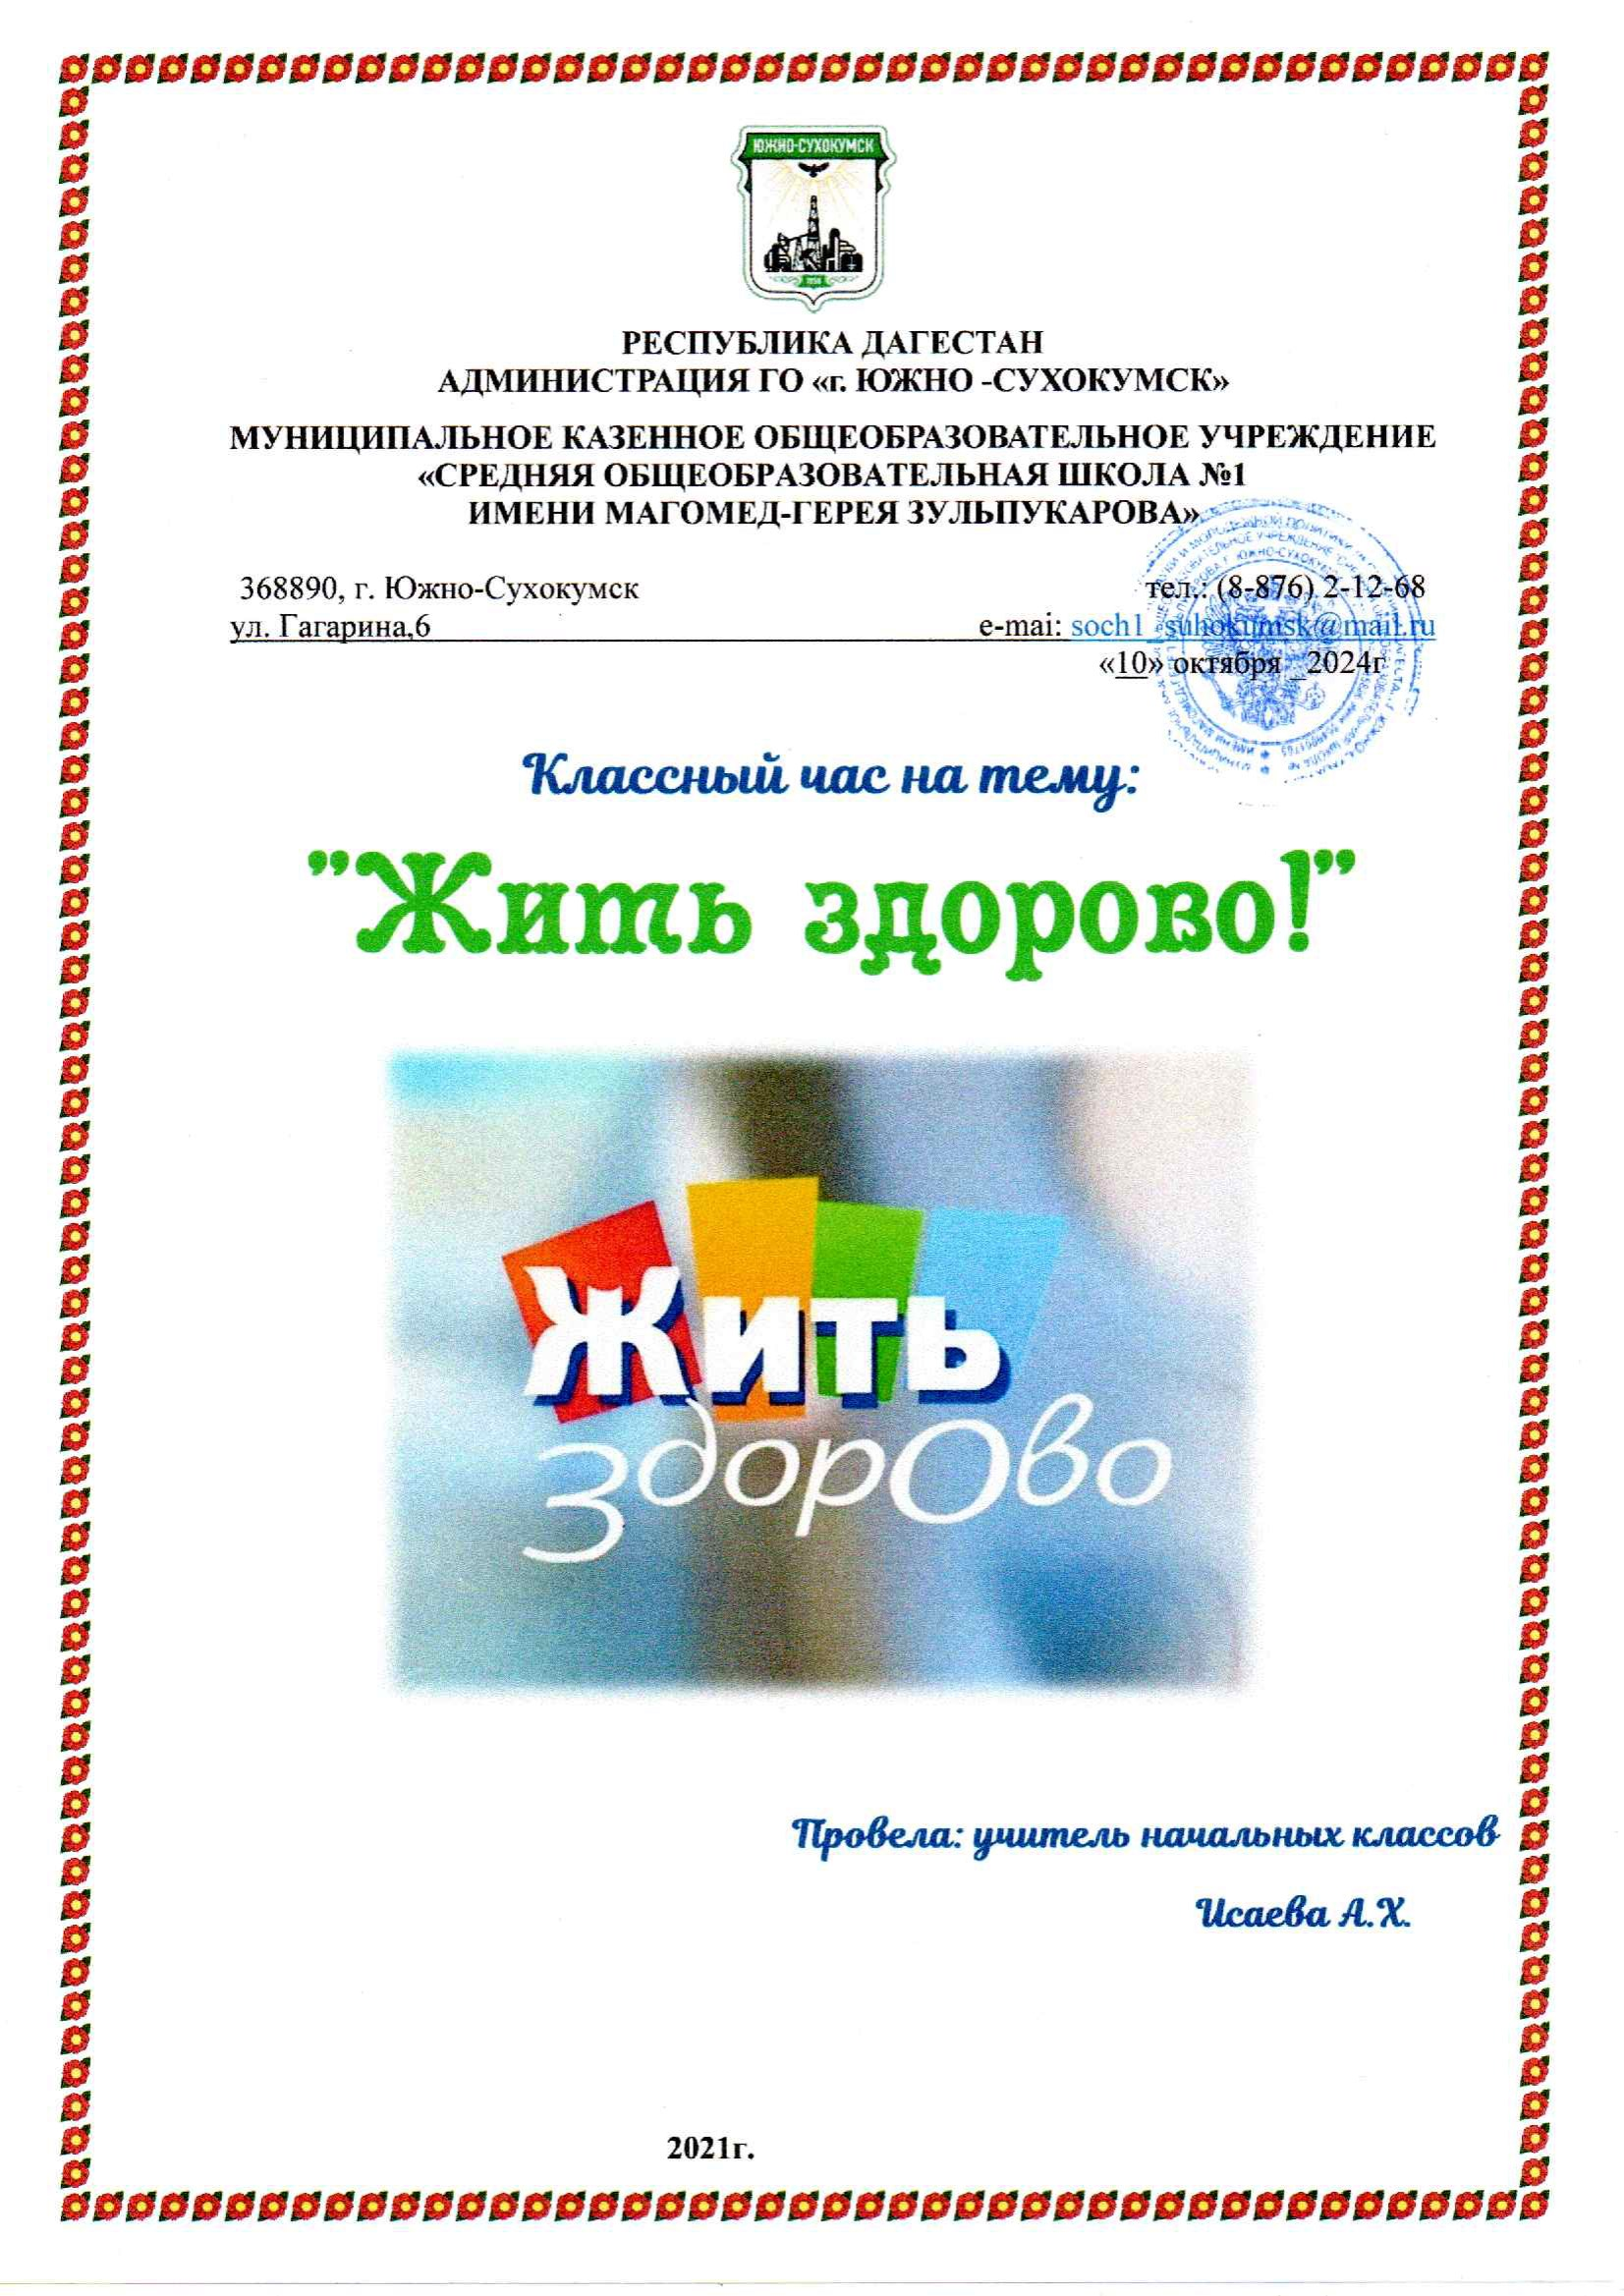 ЮЖНО-СУХОКУМСК
РЕСПУБЛИКА ДАГЕСТАН
АДМИНИСТРАЦИЯ ГО «г. ЮЖНО -СУХОКУМСК»
МУНИЦИПАЛЬНОЕ КАЗЕННОЕ ОБЩЕОБРАЗОВАТЕЛЬНОЕ УЧРЕЖДЕНИЕ
«СРЕДНЯЯ ОБЩЕОБРАЗОВАТЕЛЬНАЯ ШКОЛА №1
ИМЕНИ МАГОМЕД-ГЕРЕЯ ЗУЛЬПУКАРОВА»
368890, г. Южно-Сухокумск тел.: (8-876) 2-12-68
ул. Гагарина,6 e-mai: soch1_suhokumsk@mail.ru
«10» октября _2024г
Классный час на тему:
"Жить здорово!"
Жить
здорОво
Провела: учитель начальных классов
Исаева А.Х.
2021г.